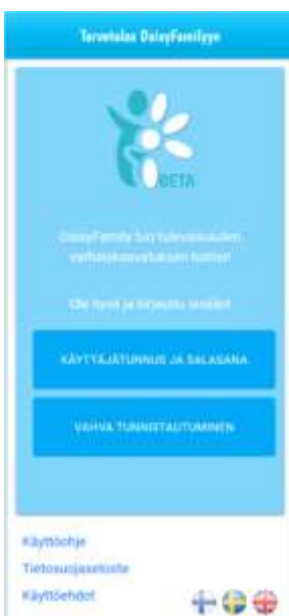 Tervetuloa DaisyFamilyyn
BETA
DaisyFamily tuo tulevaisuuden
varhaiskasvatuksen kotiisi!
Ole hyvä ja kirjaudu sisään!
KÄYTTÄJÄTUNNUS JA SALASANA
VAHVA TUNNISTAUTUMINEN
Käyttöohje
Tietosuojaseloste
Käyttöehdot